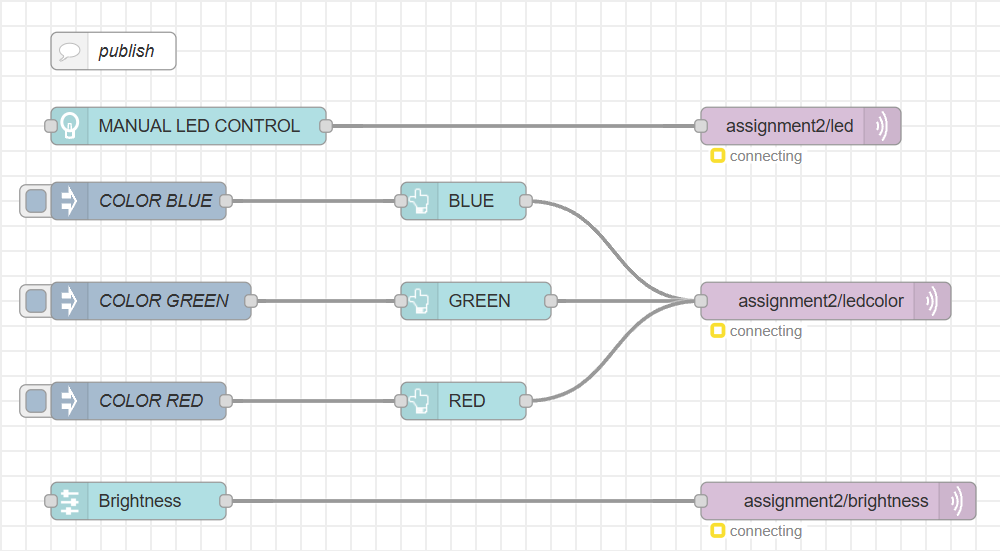 publish
MANUAL LED CONTROL
assignment2/led
connecting
COLOR BLUE
BLUE
COLOR GREEN
GREEN
assignment2/ledcolor
connecting
COLOR RED
RED
Brightness
assignment2/brightness
connecting